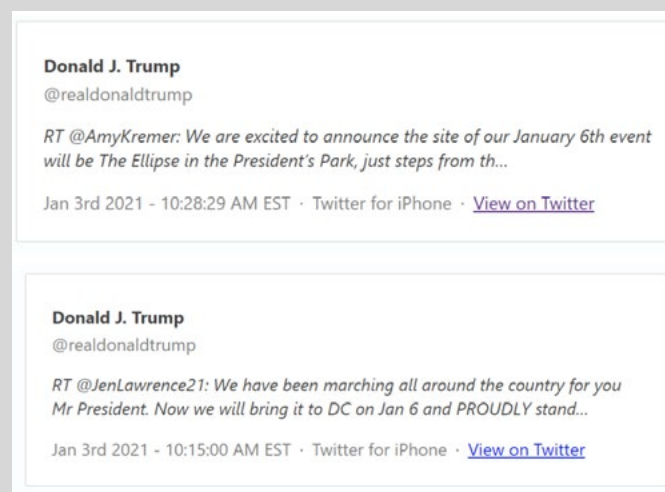 Donald J. Trump
@realdonaldtrump
RT @AmyKremer: We are excited to announce the site of our January 6th event
will be The Ellipse in the President's Park, just steps from th...
Jan 3rd 2021 - 10:28:29 AM EST · Twitter for iPhone · View on Twitter
Donald J. Trump
@realdonaldtrump
RT @JenLawrence21: We have been marching all around the country for you
Mr President. Now we will bring it to DC on Jan 6 and PROUDLY stand...
Jan 3rd 2021 - 10:15:00 AM EST · Twitter for iPhone · View on Twitter